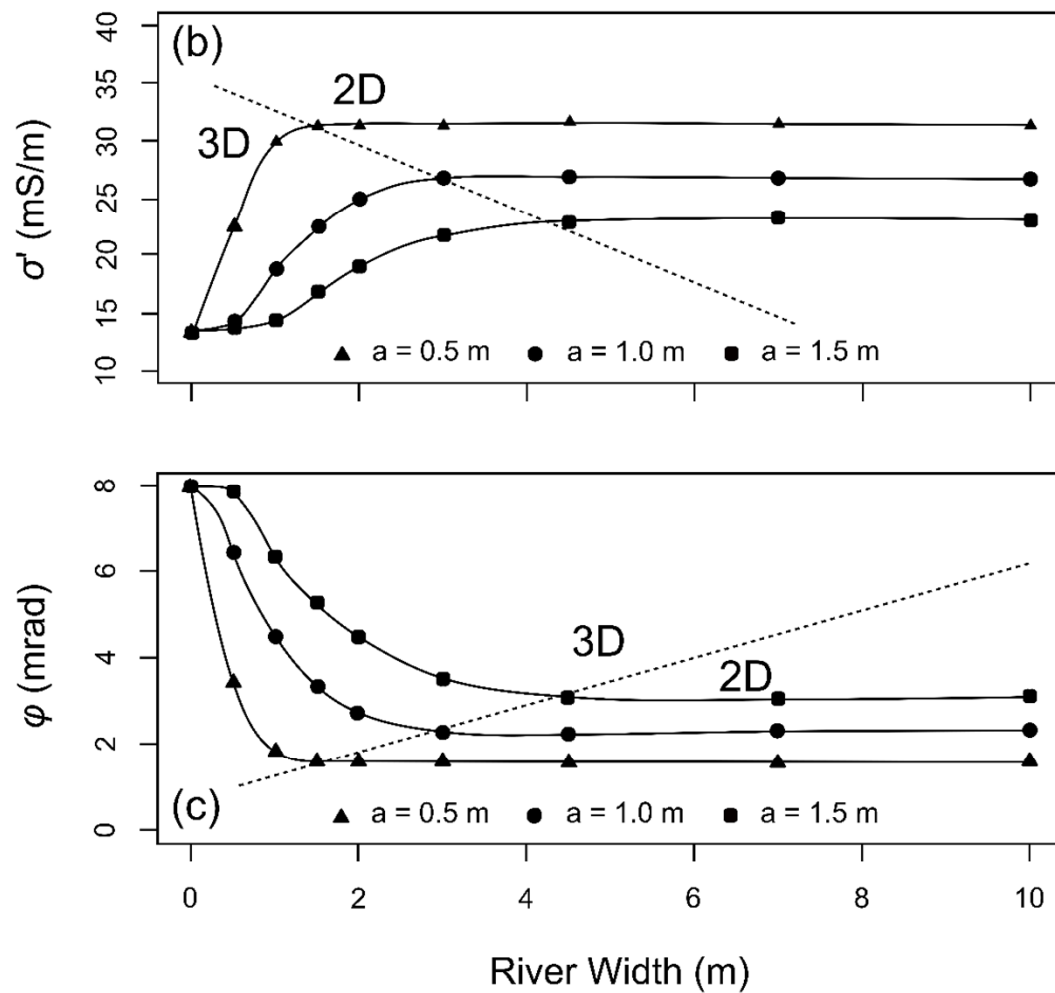 (b)
40
35
30
25
20
15
10
σ' (mS/m)
2D
3D
a = 0.5 m a = 1.0 m a = 1.5 m
8
6
4
2
0
φ (mrad)
3D
2D
(c)
a = 0.5 m a = 1.0 m a = 1.5 m
0 2 4 6 8 10
River Width (m)